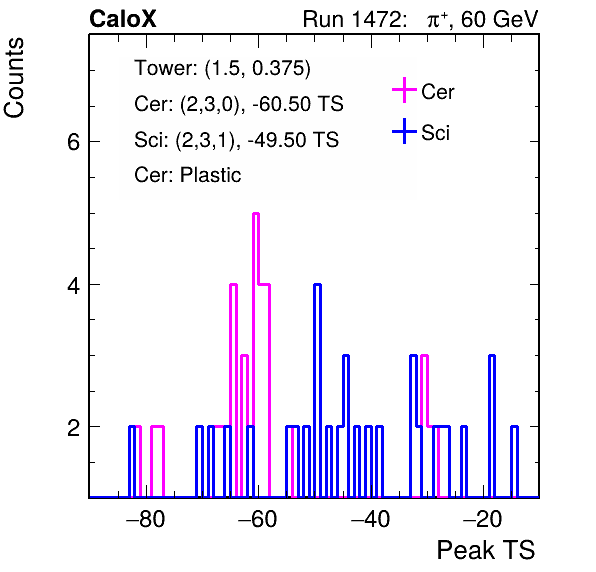 CaloX Run 1472: π⁺, 60 GeV
Counts
Tower: (1.5, 0.375)
Cer: (2,3,0), -60.50 TS
Sci: (2,3,1), -49.50 TS
Cer: Plastic
Cer
Sci
6
4
2
−80 −60 −40 −20
Peak TS